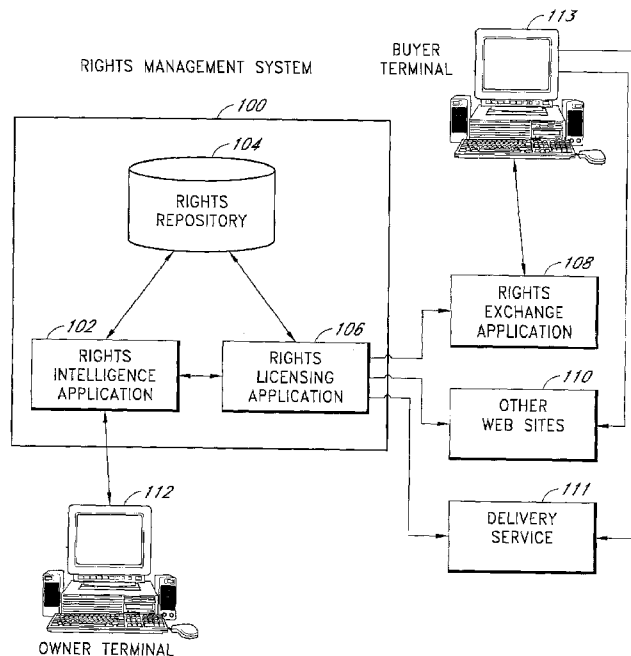 113
BUYER
TERMINAL
RIGHTS MANAGEMENT SYSTEM
100
104
RIGHTS
REPOSITORY
108
RIGHTS
EXCHANGE
APPLICATION
102
RIGHTS
INTELLIGENCE
APPLICATION
106
RIGHTS
LICENSING
APPLICATION
110
OTHER
WEB SITES
111
DELIVERY
SERVICE
112
OWNER TERMINAL